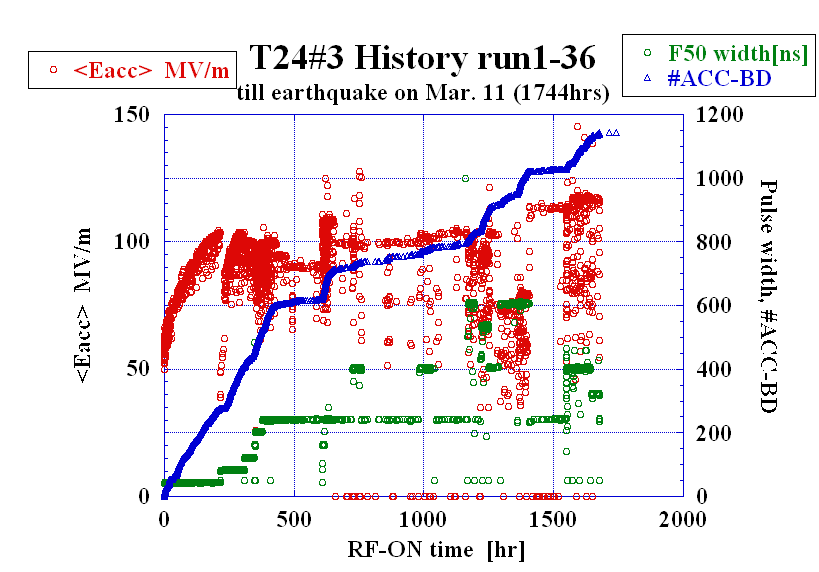 T24#3 History run1-36
till earthquake on Mar. 11 (1744hrs)
<Eacc> MV/m
F50 width[ns]
#ACC-BD
150
100
50
0
<Eacc> MV/m
1200
1000
800
600
400
200
0
Pulse width, #ACC-BD
0 500 1000 1500 2000
RF-ON time [hr]